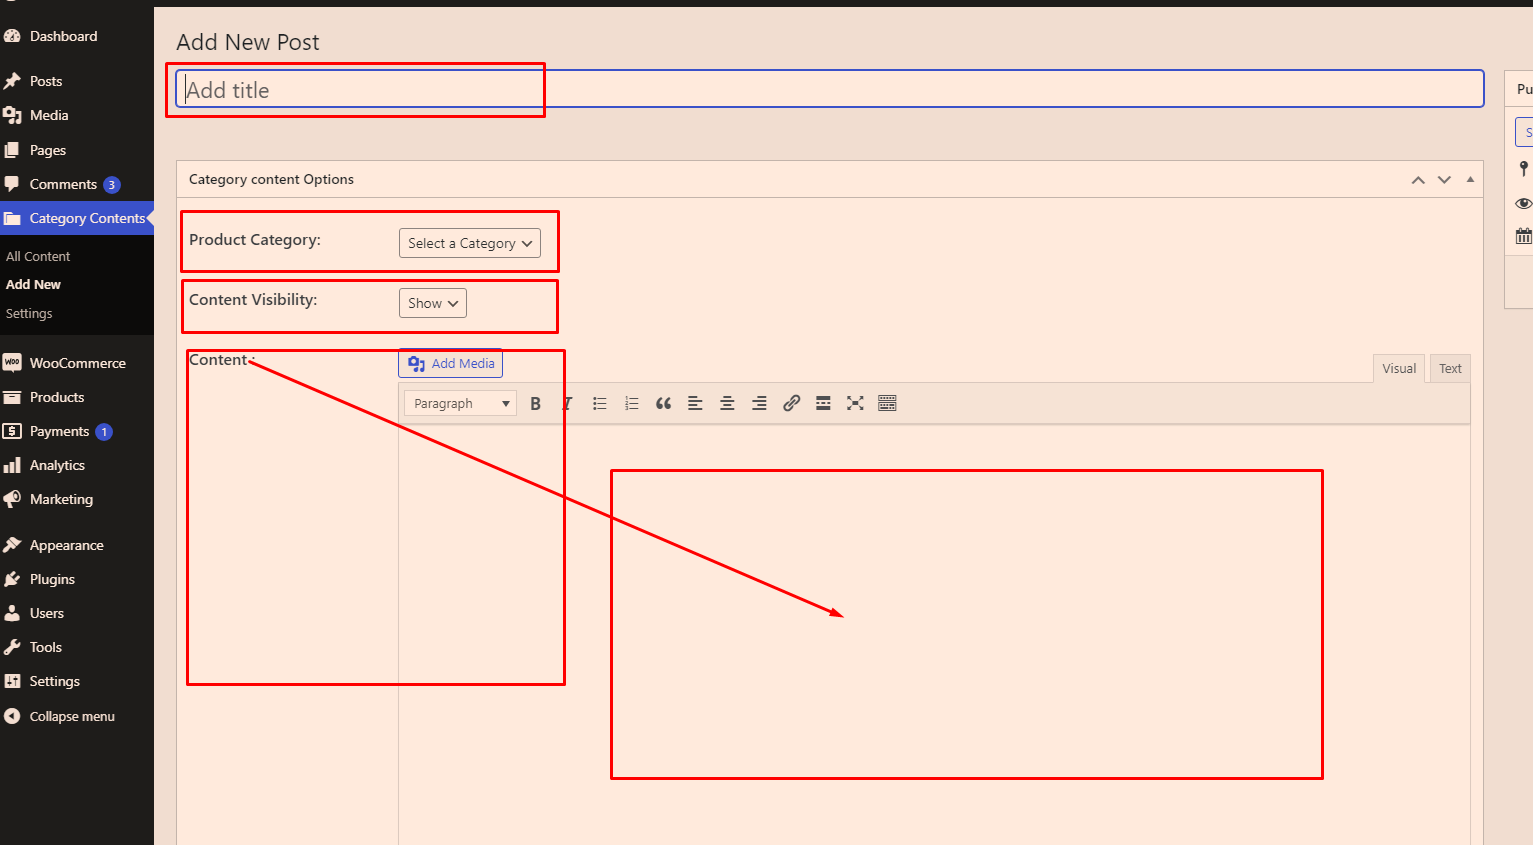 Dashboard
Posts
Media
Pages
Comments 3
Category Contents
All Content
Add New
Settings
WOO WooCommerce
Products
Payments 1
Analytics
Marketing
Appearance
Plugins
Users
Tools
Settings
Collapse menu
Add New Post
Add title
Category content Options
Product Category: Select a Category
Content Visibility: Show
Content : Add Media
Visual Text
Paragraph B I